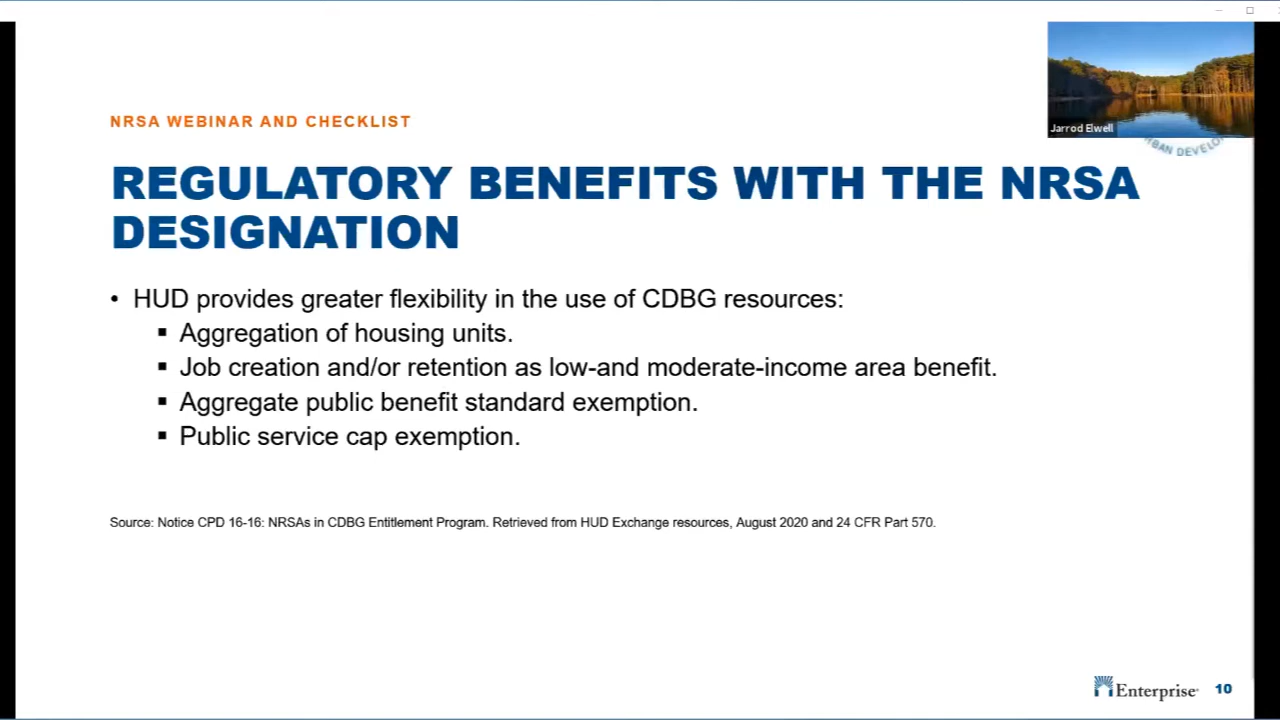 Jarrod Elwell
NRSA WEBINAR AND CHECKLIST
REGULATORY BENEFITS WITH THE NRSA
DESIGNATION
• HUD provides greater flexibility in the use of CDBG resources:
▪ Aggregation of housing units.
▪ Job creation and/or retention as low-and moderate-income area benefit.
▪ Aggregate public benefit standard exemption.
▪ Public service cap exemption.
Source: Notice CPD 16-16: NRSAs in CDBG Entitlement Program. Retrieved from HUD Exchange resources, August 2020 and 24 CFR Part 570.
Enterprise 10